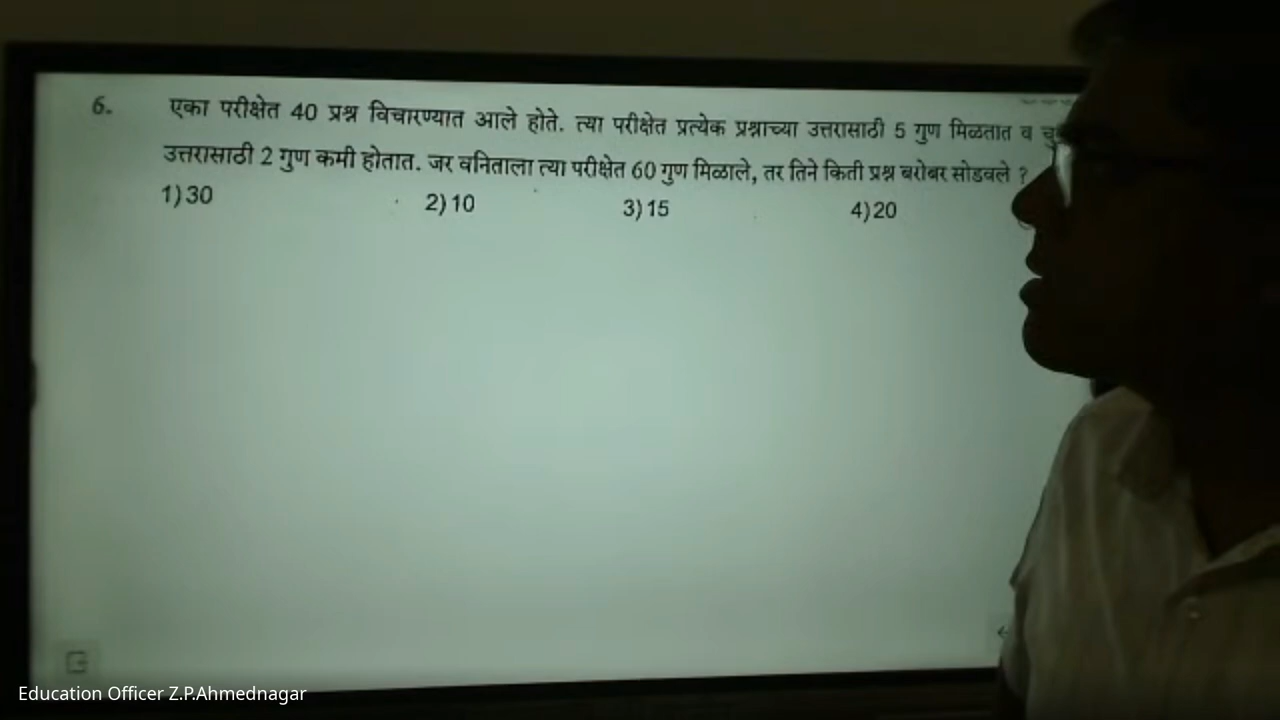 6. एका परीक्षेत 40 प्रश्न विचारण्यात आले होते. त्या परीक्षेत प्रत्येक प्रश्नाच्या उत्तरासाठी 5 गुण मिळतात व
उत्तरासाठी 2 गुण कमी होतात. जर वनिताला त्या परीक्षेत 60 गुण मिळाले, तर तिने किती प्रश्न बरोबर सोडवले ?
1) 30 2) 10 3) 15 4) 20
Education Officer Z.P.Ahmednagar